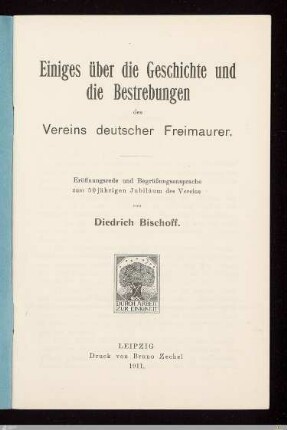 Einiges über die Geschichte und
die Bestrebungen
des
Vereins deutscher Freimaurer.
Eröffnungsrede und Begrüßungsansprache
zum 50jährigen Jubiläum des Vereins
von
Diedrich Bischoff.
DURCH ARBEIT
ZUR EINIGKEIT
LEIPZIG
Druck von Bruno Zechel
1911.